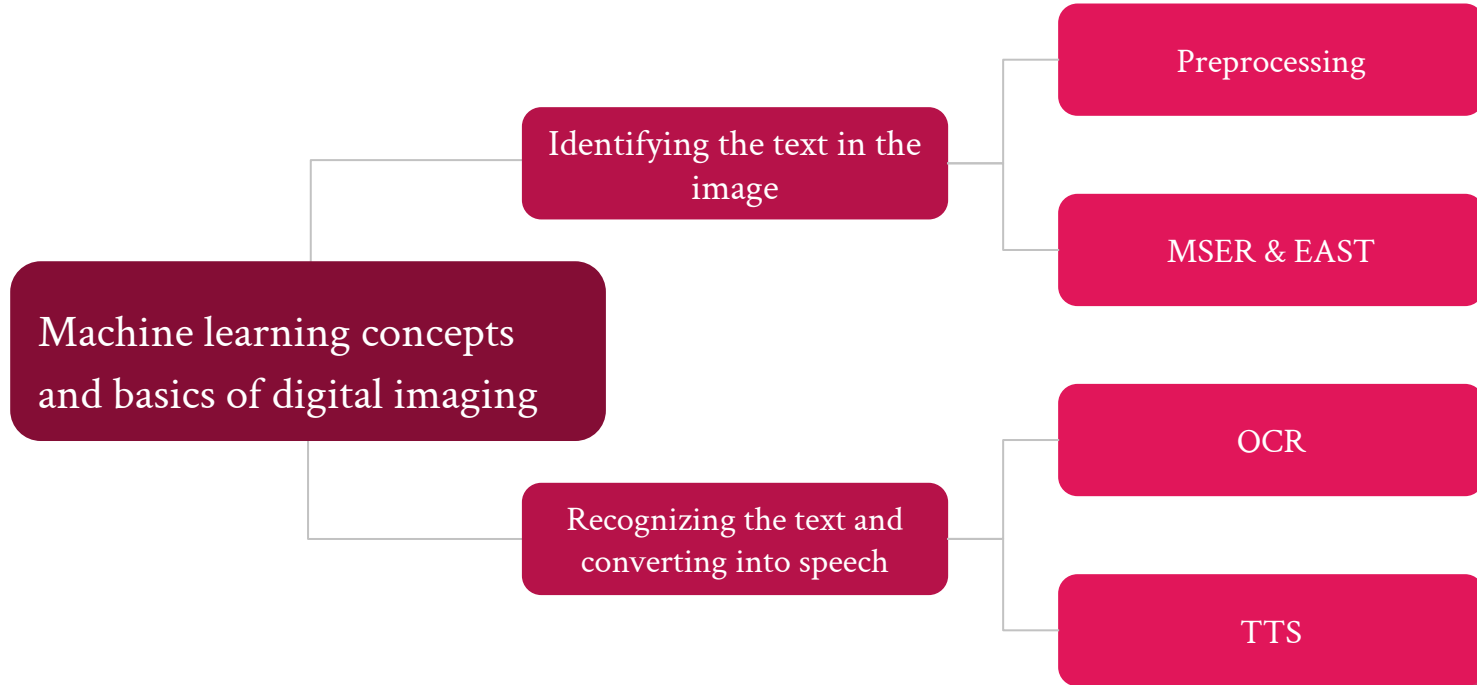 Preprocessing
Identifying the text in the
image
MSER & EAST
Machine learning concepts
and basics of digital imaging
OCR
Recognizing the text and
converting into speech
TTS